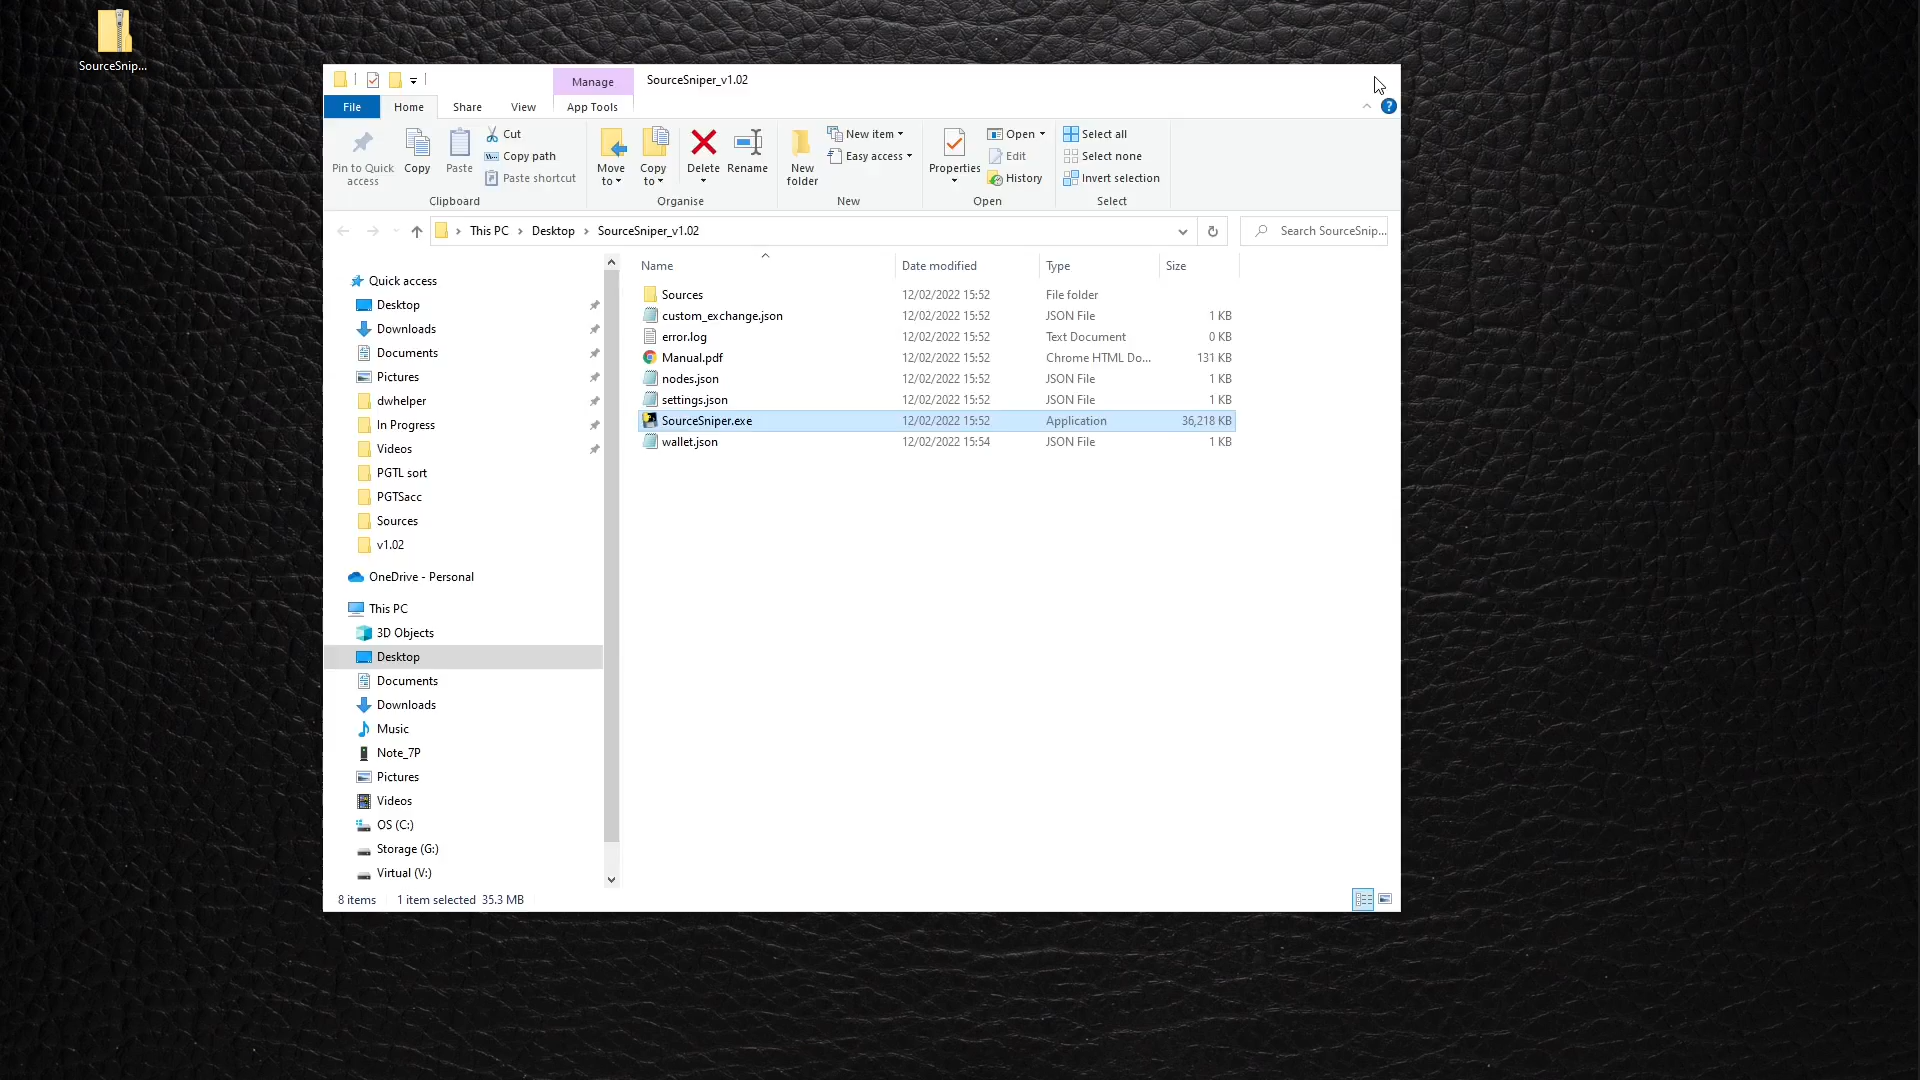 SourceSnip...
Manage
SourceSniper_v1.02
File
Home
Share
View
App Tools
Pin to Quick
access
Copy
Paste
Cut
Copy path
Paste shortcut
Clipboard
Move
to
Copy
to
Delete
Rename
Organise
New
folder
New item
Easy access
New
Properties
Open
Edit
History
Open
Select all
Select none
Invert selection
Select
This PC
Desktop
SourceSniper_v1.02
Search SourceSnip...
Quick access
Desktop
Downloads
Documents
Pictures
dwhelper
In Progress
Videos
PGTL sort
PGTSacc
Sources
v1.02
OneDrive - Personal
This PC
3D Objects
Desktop
Documents
Downloads
Music
Note_7P
Pictures
Videos
OS (C:)
Storage (G:)
Virtual (V:)
Name Date modified Type Size
Sources 12/02/2022 15:52 File folder
custom_exchange.json 12/02/2022 15:52 JSON File 1 KB
error.log 12/02/2022 15:52 Text Document 0 KB
Manual.pdf 12/02/2022 15:52 Chrome HTML Do... 131 KB
nodes.json 12/02/2022 15:52 JSON File 1 KB
settings.json 12/02/2022 15:52 JSON File 1 KB
SourceSniper.exe 12/02/2022 15:52 Application 36,218 KB
wallet.json 12/02/2022 15:54 JSON File 1 KB
8 items 1 item selected 35.3 MB